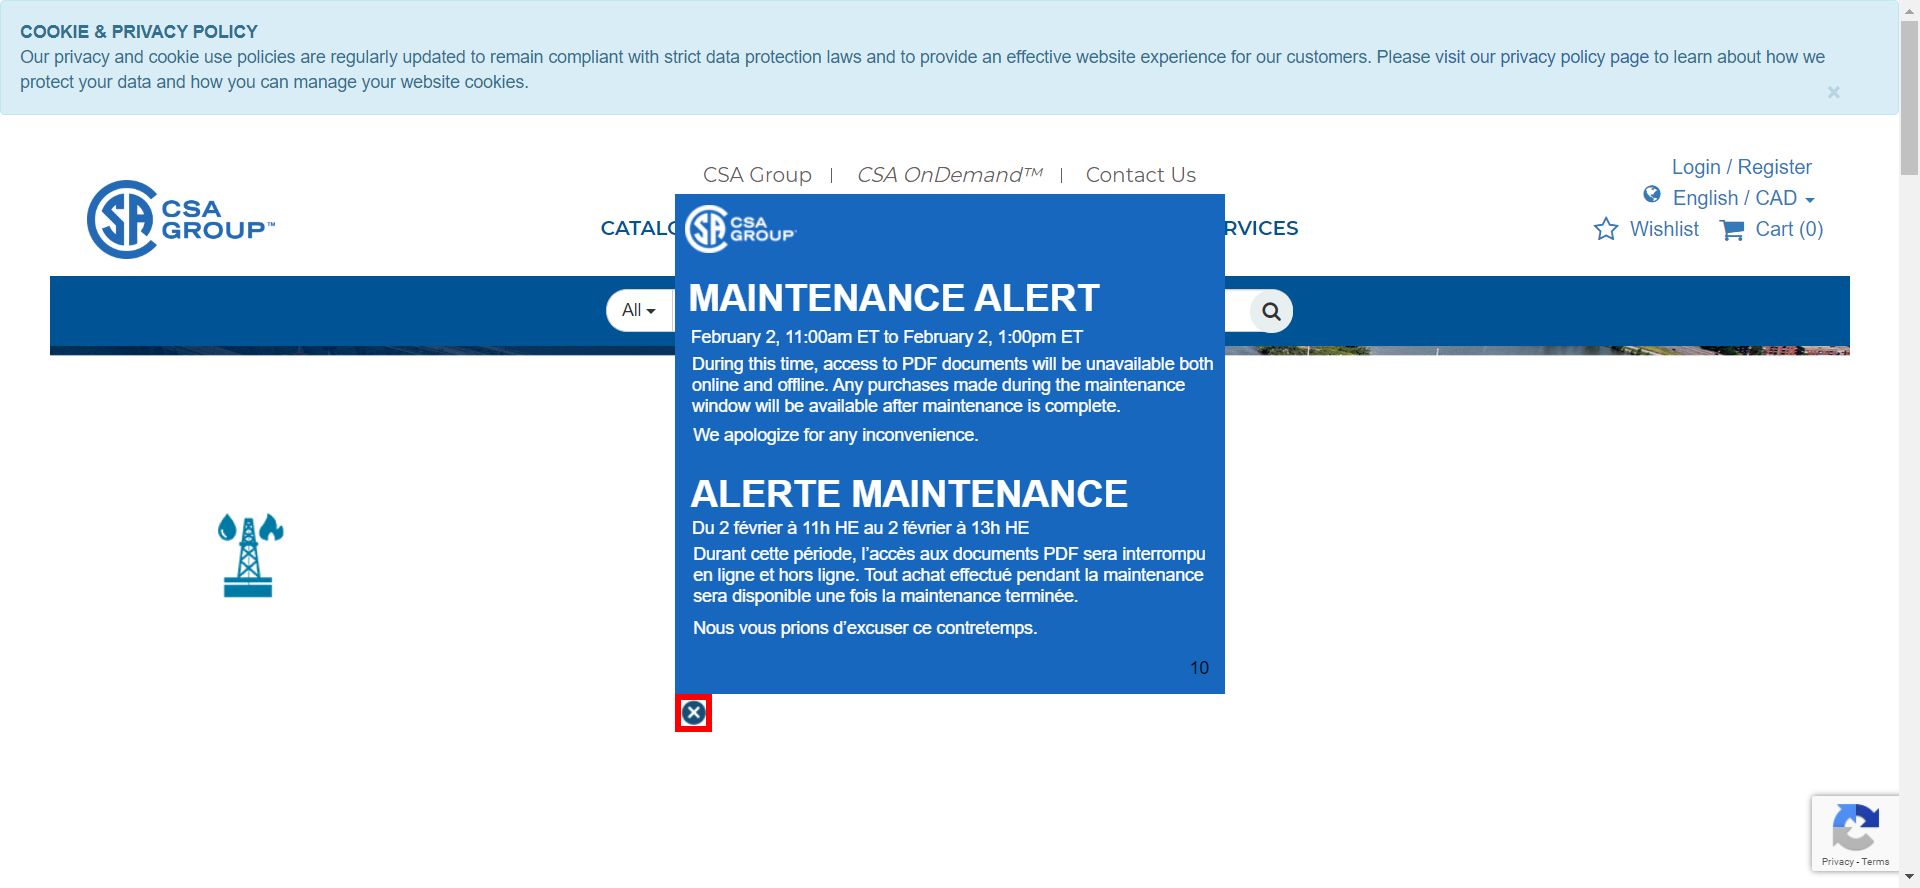 COOKIE & PRIVACY POLICY
Our privacy and cookie use policies are regularly updated to remain compliant with strict data protection laws and to provide an effective website experience for our customers. Please visit our privacy policy page to learn about how we
protect your data and how you can manage your website cookies.
×
CSA Group | CSA OnDemand™ | Contact Us
Login / Register
English / CAD
Wishlist Cart (0)
CSA
GROUP™
All
CSA
GROUP
MAINTENANCE ALERT
February 2, 11:00am ET to February 2, 1:00pm ET
During this time, access to PDF documents will be unavailable both
online and offline. Any purchases made during the maintenance
window will be available after maintenance is complete.
We apologize for any inconvenience.
ALERTE MAINTENANCE
Du 2 février à 11h HE au 2 février à 13h HE
Durant cette période, l’accès aux documents PDF sera interrompu
en ligne et hors ligne. Tout achat effectué pendant la maintenance
sera disponible une fois la maintenance terminée.
Nous vous prions d’excuser ce contretemps.
10
Privacy - Terms